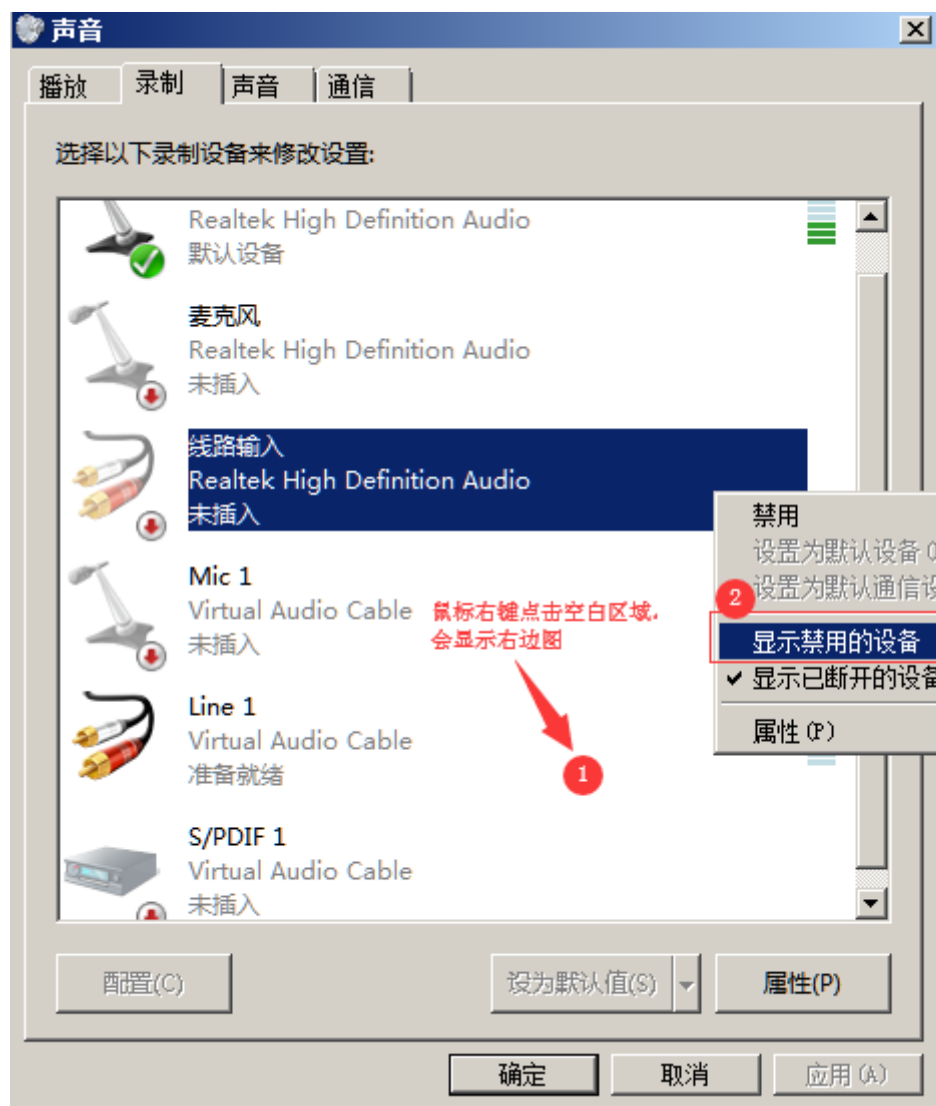 声音
播放
录制
声音
通信
选择以下录制设备来修改设置:
Realtek High Definition Audio
默认设备
麦克风
Realtek High Definition Audio
未插入
线路输入
Realtek High Definition Audio
未插入
禁用
设置为默认设备
2
设置为默认通信设
显示禁用的设备
显示已断开的设备
属性(P)
Mic 1
Virtual Audio Cable
未插入
鼠标右键点击空白区域,
会显示右边图
1
Line 1
Virtual Audio Cable
准备就绪
S/PDIF 1
Virtual Audio Cable
未插入
配置(C)
设为默认值(S)
属性(P)
确定
取消
应用(A)